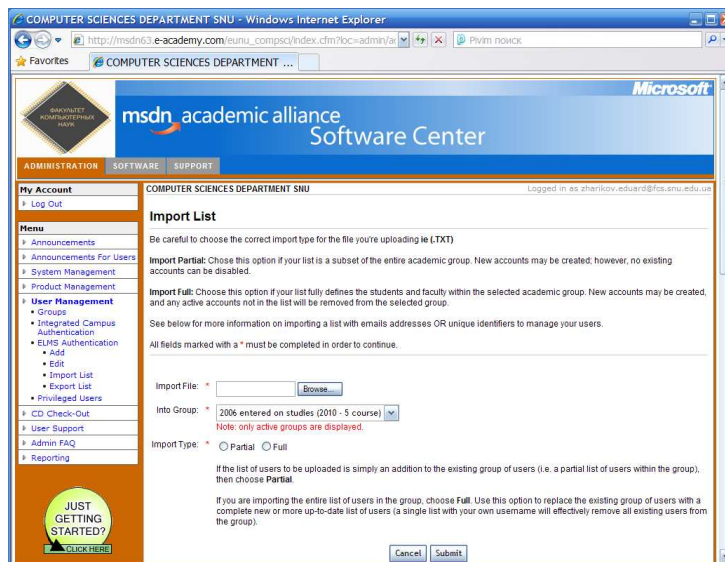 COMPUTER SCIENCES DEPARTMENT SNU - Windows Internet Explorer
http://msdn63.e-academy.com/eunu_compsci/index.cfm?loc=admin/ac
Pivim поиск
Favorites
COMPUTER SCIENCES DEPARTMENT ...
Microsoft
ФАКУЛЬТЕТ
КОМПЬЮТЕРНЫХ
НАУК
msdn academic alliance
Software Center
ADMINISTRATION SOFTWARE SUPPORT
My Account
Log Out
Menu
Announcements
Announcements For Users
System Management
Product Management
User Management
• Groups
• Integrated Campus
Authentication
• ELMS Authentication
• Add
• Edit
• Import List
• Export List
• Privileged Users
CD Check-Out
User Support
Admin FAQ
Reporting
JUST
GETTING
STARTED?
CLICK HERE
COMPUTER SCIENCES DEPARTMENT SNU
Logged in as zharikov.eduard@fcs.snu.edu.ua
Import List
Be careful to choose the correct import type for the file you're uploading ie (.TXT)
Import Partial: Chose this option if your list is a subset of the entire academic group. New accounts may be created; however, no existing
accounts can be disabled.
Import Full: Choose this option if your list fully defines the students and faculty within the selected academic group. New accounts may be created,
and any active accounts not in the list will be removed from the selected group.
See below for more information on importing a list with emails addresses OR unique identifiers to manage your users.
All fields marked with a * must be completed in order to continue.
Import File: * Browse...
Into Group: * 2006 entered on studies (2010 - 5 course)
Note: only active groups are displayed.
Import Type: * Partial Full
If the list of users to be uploaded is simply an addition to the existing group of users (i.e. a partial list of users within the group),
then choose Partial.
If you are importing the entire list of users in the group, choose Full. Use this option to replace the existing group of users with a
complete new or more up-to-date list of users (a single list with your own username will effectively remove all existing users from
the group).
Cancel Submit